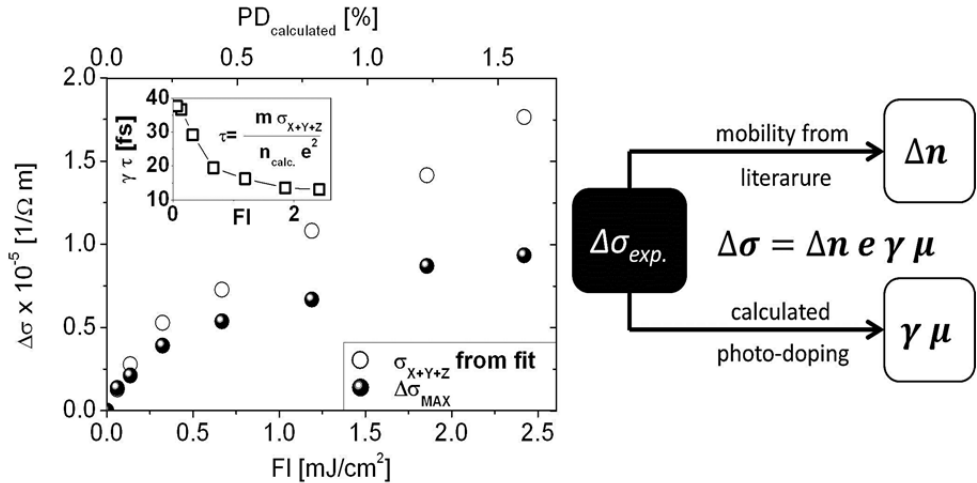 PD_calculated [%]
0.0 0.5 1.0 1.5
Δσ x 10⁻⁵ [1/Ω m]
2.0
1.5
1.0
0.5
0.0
γ τ [fs]
40
30
20
10
τ= m σ_X+Y+Z / n_calc. e²
0 2
FI
σ_X+Y+Z from fit
Δσ_MAX
0.0 0.5 1.0 1.5 2.0 2.5
FI [mJ/cm²]
mobility from
literarure
Δn
Δσ_exp.
Δσ = Δn e γ μ
calculated
photo-doping
γ μ